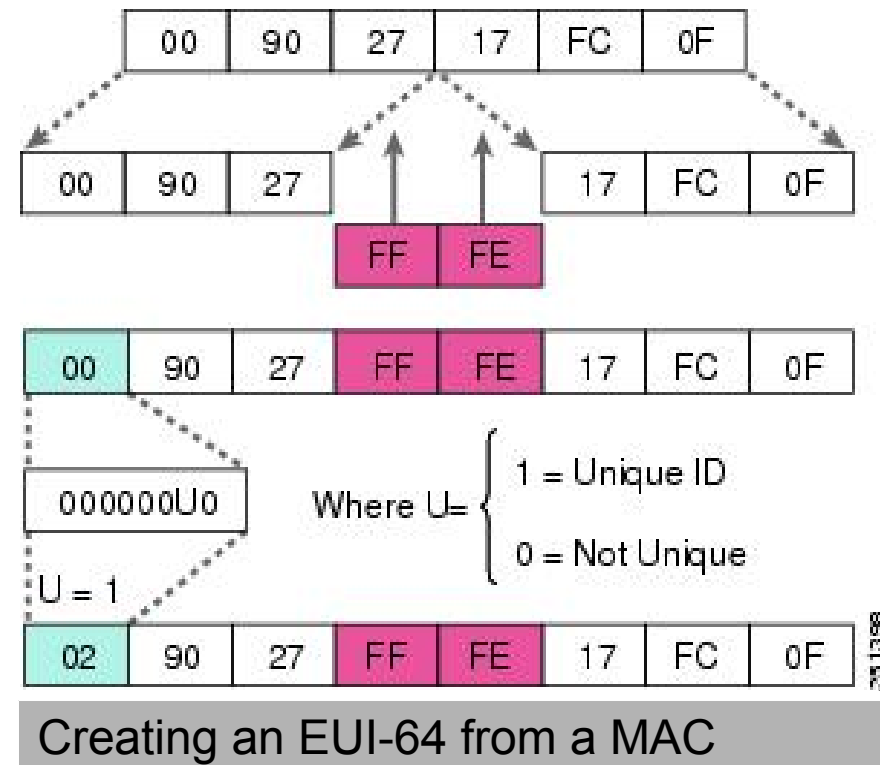 00 90 27 17 FC 0F
00 90 27 17 FC 0F
FF FE
00 90 27 FF FE 17 FC 0F
000000U0
Where U=
1 = Unique ID
0 = Not Unique
U = 1
02 90 27 FF FE 17 FC 0F
351398
Creating an EUI-64 from a MAC